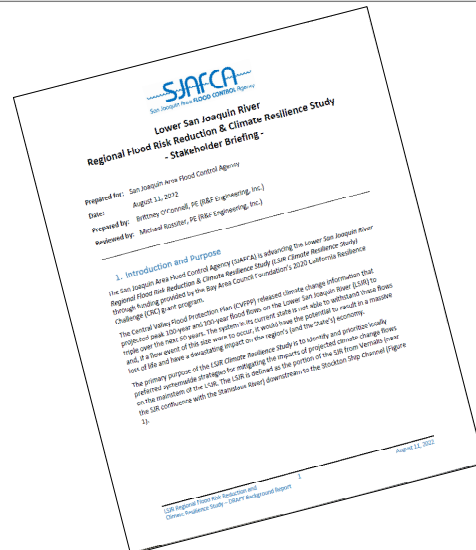 SJAFCA
San Joaquin Area FLOOD CONTROL Agency
Lower San Joaquin River
Regional Flood Risk Reduction & Climate Resilience Study
- Stakeholder Briefing -
Prepared for: San Joaquin Area Flood Control Agency
Date: August 11, 2022
Prepared by: Brittney O'Connell, PE (R&F Engineering, Inc.)
Reviewed by: Michael Rossiter, PE (R&F Engineering, Inc.)
1. Introduction and Purpose
The San Joaquin Area Flood Control Agency (SJAFCA) is advancing the Lower San Joaquin River
Regional Flood Risk Reduction & Climate Resilience Study (LSJR Climate Resilience Study)
through funding provided by the Bay Area Council Foundation's 2020 California Resilience
Challenge (CRC) grant program.
The Central Valley Flood Protection Plan (CVFPP) released climate change information that
projected peak 100-year and 200-year flood flows on the Lower San Joaquin River (LSJR) to
triple over the next 50 years. The system in its current state is not able to withstand these flows
and, if a flow event of this size were to occur, it would have the potential to result in a massive
loss of life and have a devastating impact on the region's (and the State's) economy.
The primary purpose of the LSJR Climate Resilience Study is to identify and prioritize locally
preferred systemwide strategies for mitigating the impacts of projected climate change flows
on the mainstem of the LSJR. The LSJR is defined as the portion of the SJR from Vernalis (near
the SJR confluence with the Stanislaus River) downstream to the Stockton Ship channel (Figure
1).
1
August 11, 2022
LSJR Regional Flood Risk Reduction and
Climate Resilience Study – DRAFT Background Report